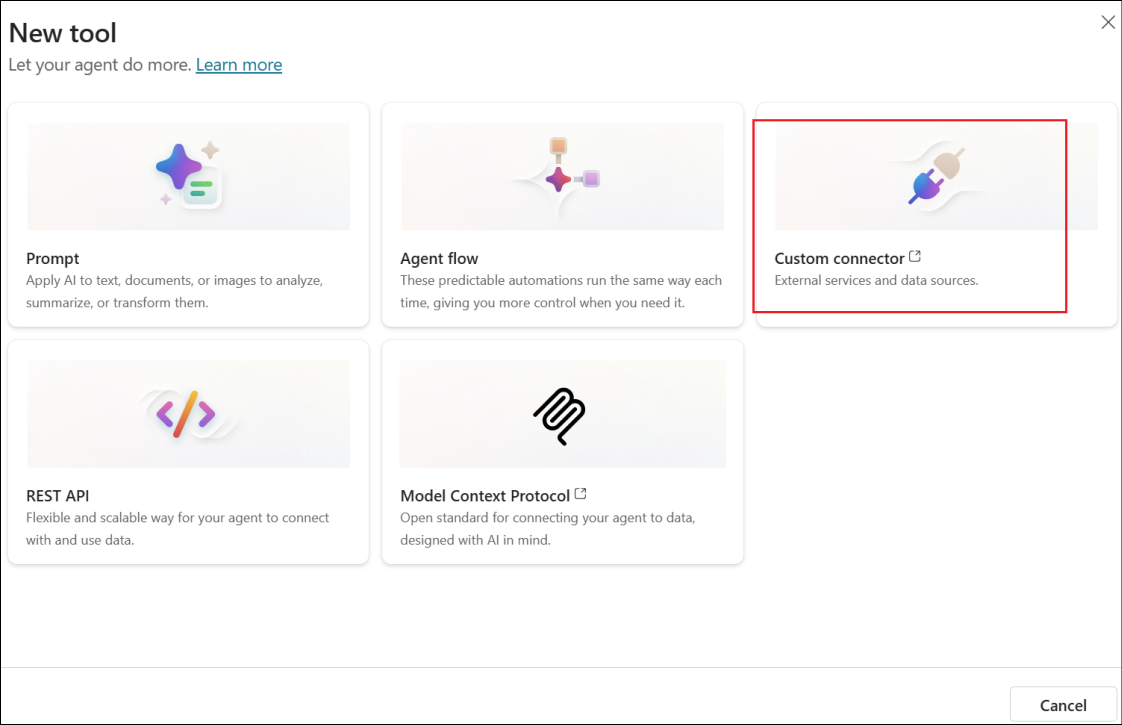 New tool
Let your agent do more. Learn more
Prompt
Apply AI to text, documents, or images to analyze,
summarize, or transform them.
Agent flow
These predictable automations run the same way each
time, giving you more control when you need it.
Custom connector
External services and data sources.
REST API
Flexible and scalable way for your agent to connect
with and use data.
Model Context Protocol
Open standard for connecting your agent to data,
designed with AI in mind.
Cancel